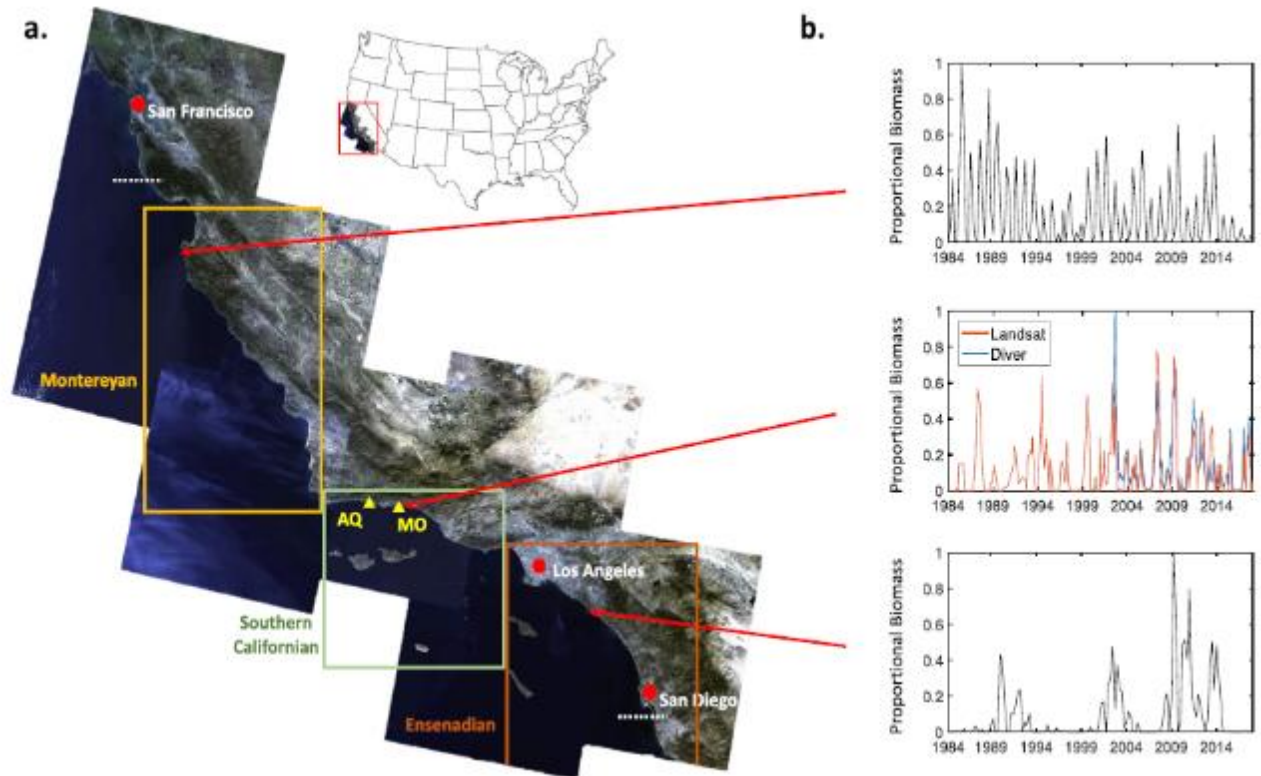 a.
San Francisco
Montereyan
AQ
MO
Los Angeles
Southern
Californian
San Diego
Ensenadian
b.
Proportional Biomass
1
0.8
0.6
0.4
0.2
0
1984 1989 1994 1999 2004 2009 2014
Proportional Biomass
1
0.8
0.6
0.4
0.2
0
Landsat
Diver
1984 1989 1994 1999 2004 2009 2014
Proportional Biomass
1
0.8
0.6
0.4
0.2
0
1984 1989 1994 1999 2004 2009 2014